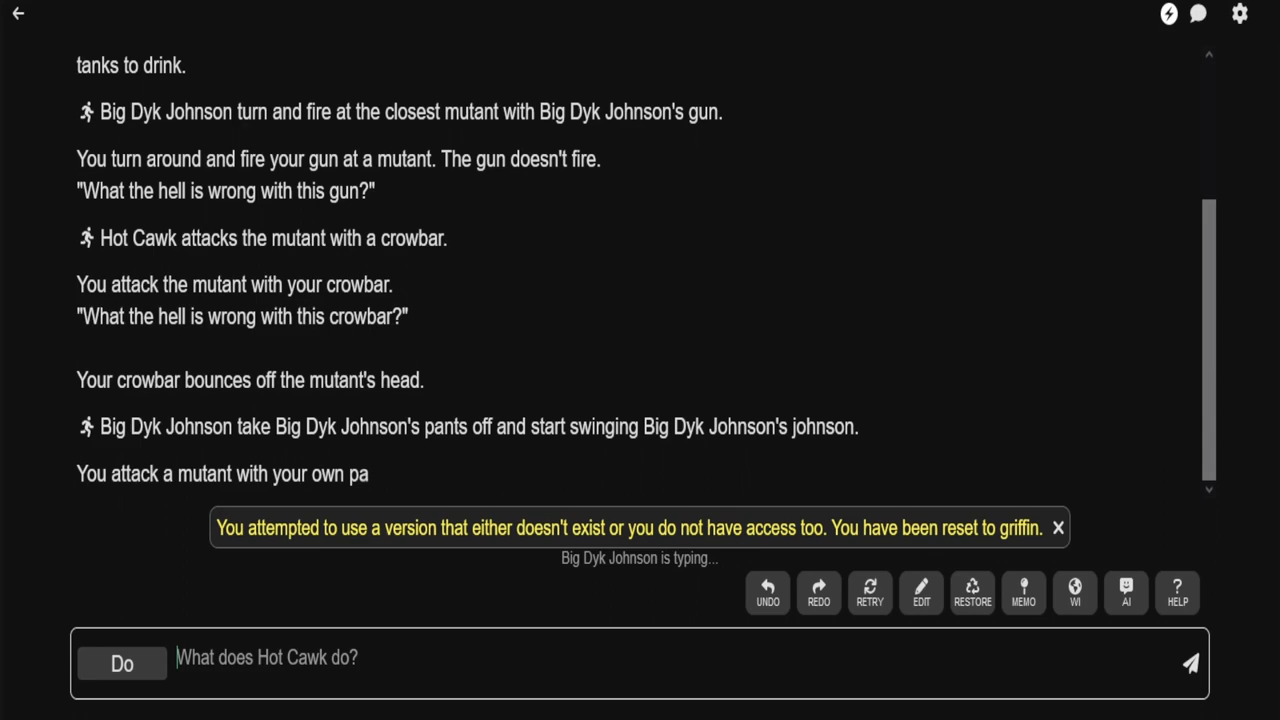 tanks to drink.
Big Dyk Johnson turn and fire at the closest mutant with Big Dyk Johnson's gun.
You turn around and fire your gun at a mutant. The gun doesn't fire.
"What the hell is wrong with this gun?"
Hot Cawk attacks the mutant with a crowbar.
You attack the mutant with your crowbar.
"What the hell is wrong with this crowbar?"
Your crowbar bounces off the mutant's head.
Big Dyk Johnson take Big Dyk Johnson's pants off and start swinging Big Dyk Johnson's johnson.
You attack a mutant with your own pa
You attempted to use a version that either doesn't exist or you do not have access too. You have been reset to griffin.
Big Dyk Johnson is typing...
UNDO REDO RETRY EDIT RESTORE MEMO WI AI HELP
Do What does Hot Cawk do?